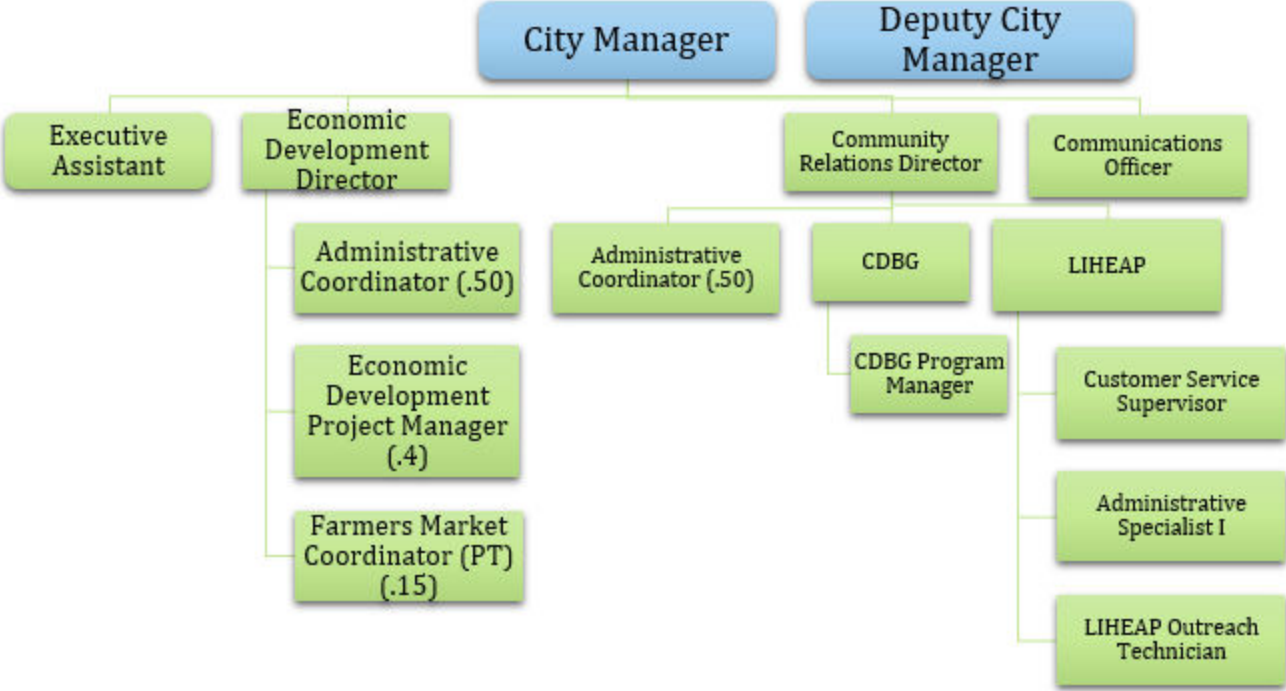 City Manager
Deputy City
Manager
Executive
Assistant
Economic
Development
Director
Community
Relations Director
Communications
Officer
Administrative
Coordinator (.50)
Economic
Development
Project Manager
(.4)
Farmers Market
Coordinator (PT)
(.15)
Administrative
Coordinator (.50)
CDBG
CDBG Program
Manager
LIHEAP
Customer Service
Supervisor
Administrative
Specialist I
LIHEAP Outreach
Technician